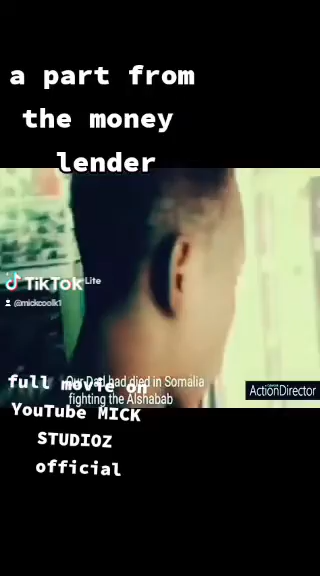 a part from
the money
lender
TikTok Lite
@mickcoolk1
Our Dad had died in Somalia
fighting the Alshabab
ActionDirector
full movie on
YouTube MICK
STUDIOZ
official